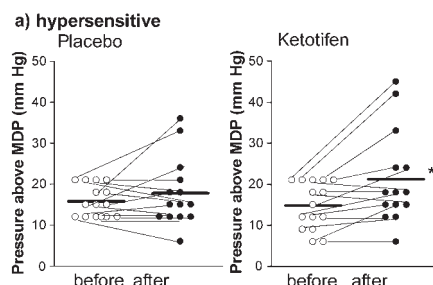 a) hypersensitive
Placebo
Ketotifen
Pressure above MDP (mm Hg)
50
40
30
20
10
0
before after
Pressure above MDP (mm Hg)
50
40
30
20
10
0
*
before after